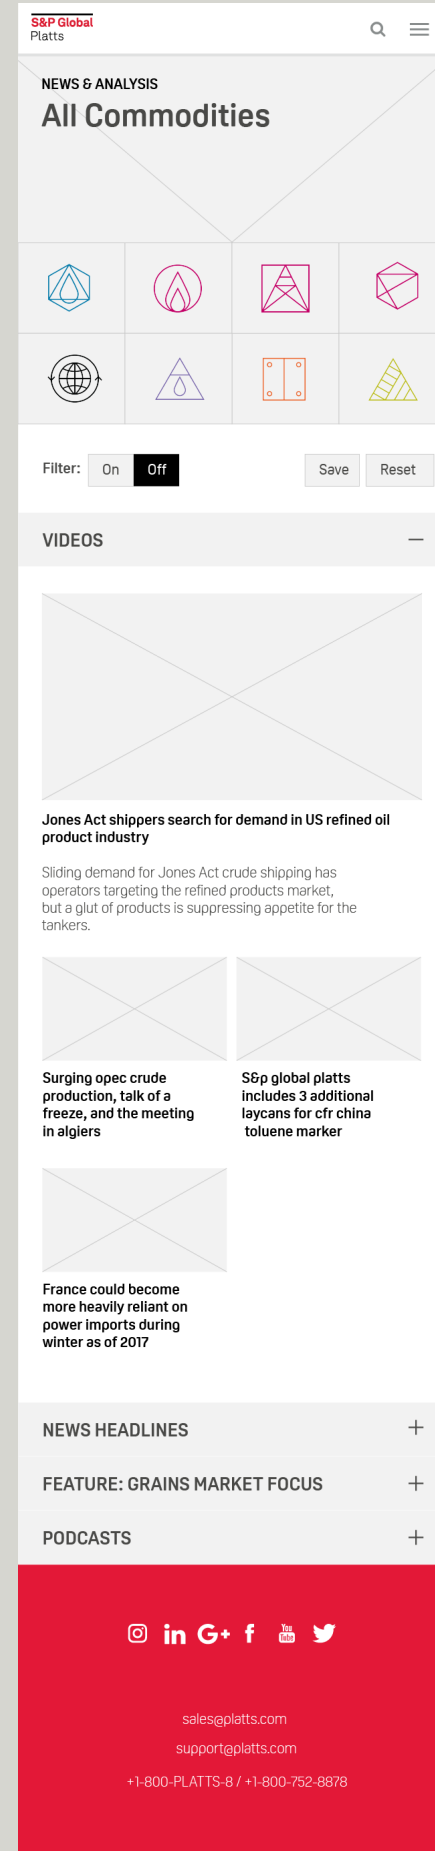 S&P Global
Platts
NEWS & ANALYSIS
All Commodities
Filter: On Off Save Reset
VIDEOS
Jones Act shippers search for demand in US refined oil
product industry
Sliding demand for Jones Act crude shipping has
operators targeting the refined products market,
but a glut of products is suppressing appetite for the
tankers.
Surging opec crude
production, talk of a
freeze, and the meeting
in algiers
S&p global platts
includes 3 additional
laycans for cfr china
toluene marker
France could become
more heavily reliant on
power imports during
winter as of 2017
NEWS HEADLINES
FEATURE: GRAINS MARKET FOCUS
PODCASTS
in G+ f You Tube
sales@platts.com
support@platts.com
+1-800-PLATTS-8 / +1-800-752-8878